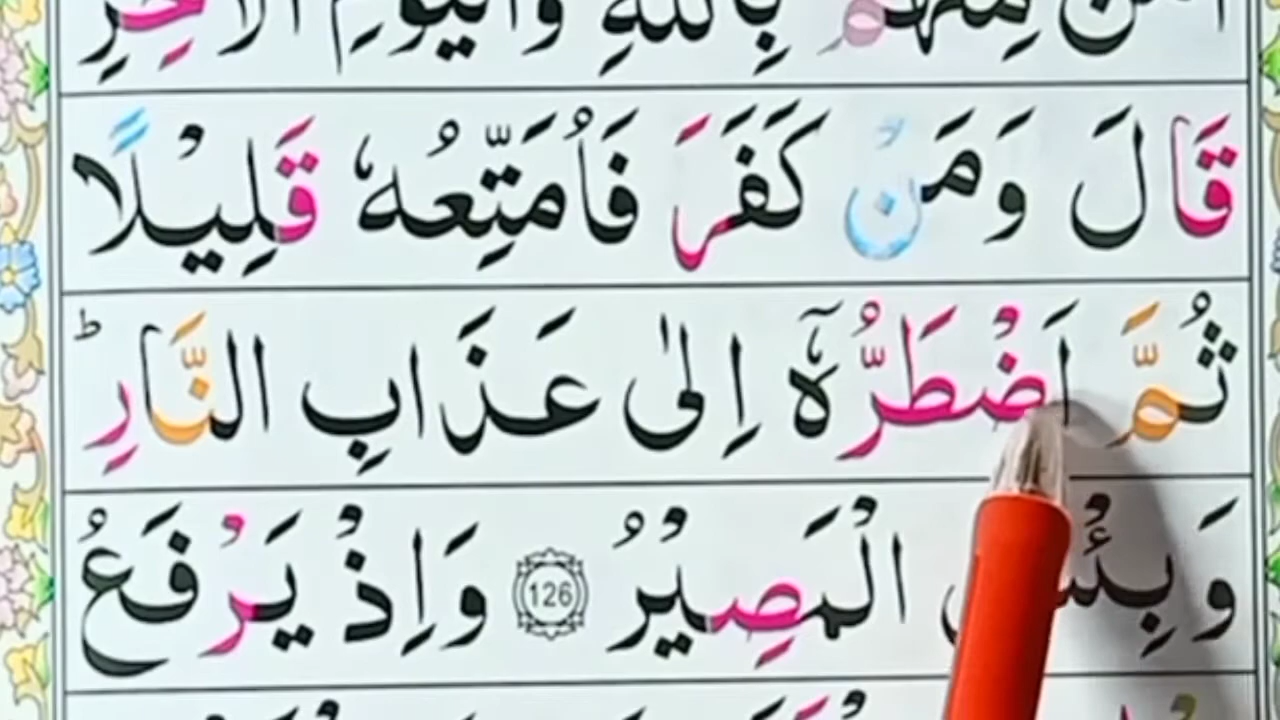 اٰمَنَ مِنْهُمْ بِاللّٰهِ وَالْيَوْمِ الْاٰخِرِ
قَالَ وَمَنْ كَفَرَ فَاُمَتِّعُهٗ قَلِيْلًا
ثُمَّ اَضْطَرُّهٗۤ اِلٰى عَذَابِ النَّارِ ؕ
وَبِئْسَ الْمَصِيْرُ 126 وَاِذْ يَرْفَعُ